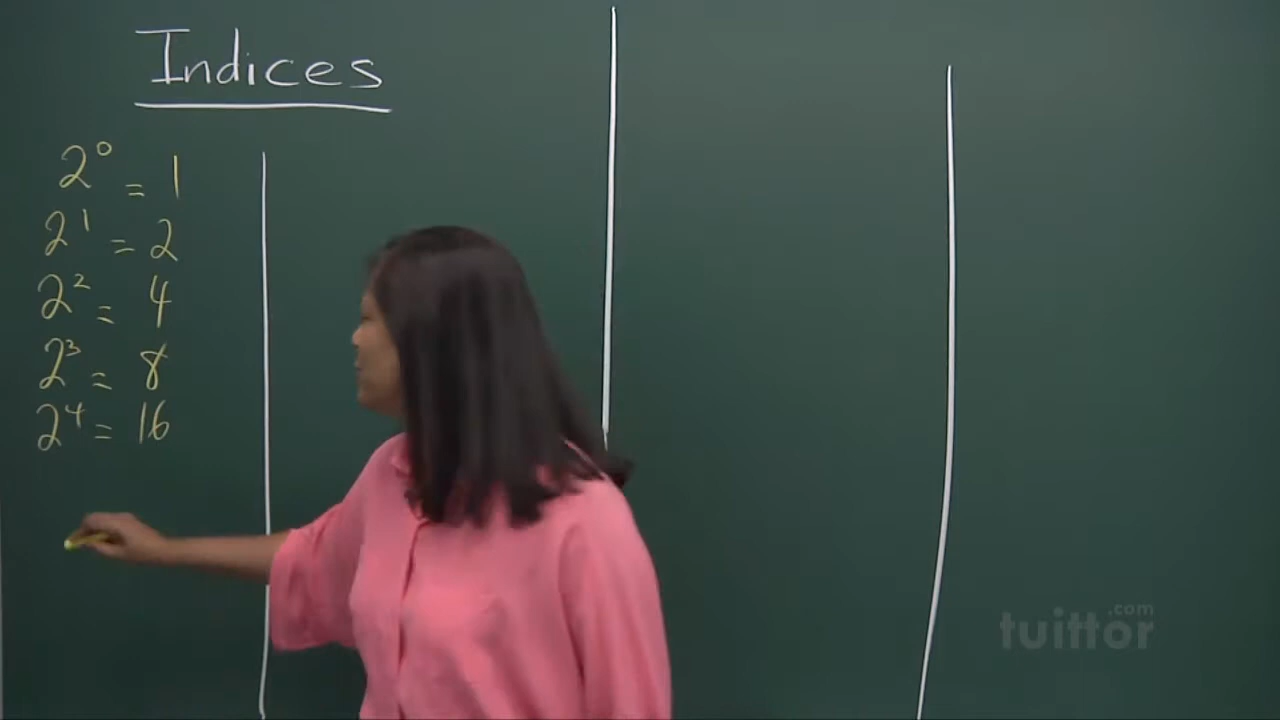 Indices
2⁰ = 1
2¹ = 2
2² = 4
2³ = 8
2⁴ = 16
tuittor.com